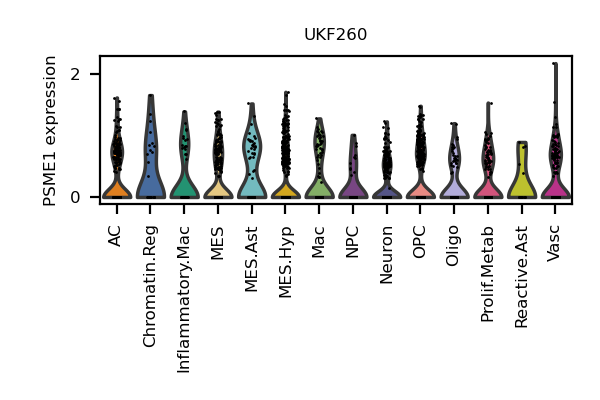 UKF260
PSME1 expression
2
0
AC
Chromatin.Reg
Inflammatory.Mac
MES
MES.Ast
MES.Hyp
Mac
NPC
Neuron
OPC
Oligo
Prolif.Metab
Reactive.Ast
Vasc